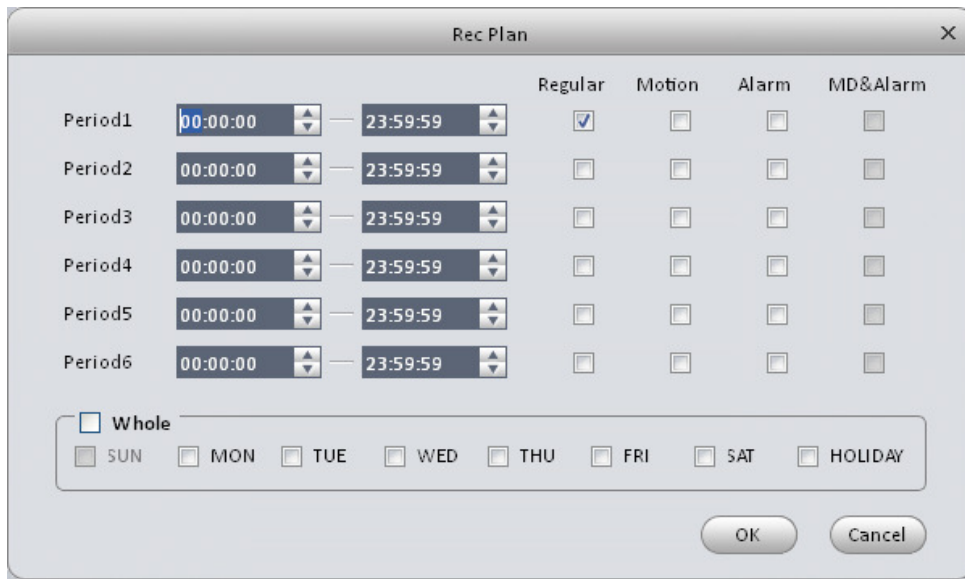 Rec Plan
Regular Motion Alarm MD&Alarm
Period1 00:00:00 23:59:59
Period2 00:00:00 23:59:59
Period3 00:00:00 23:59:59
Period4 00:00:00 23:59:59
Period5 00:00:00 23:59:59
Period6 00:00:00 23:59:59
Whole
SUN MON TUE WED THU FRI SAT HOLIDAY
OK Cancel